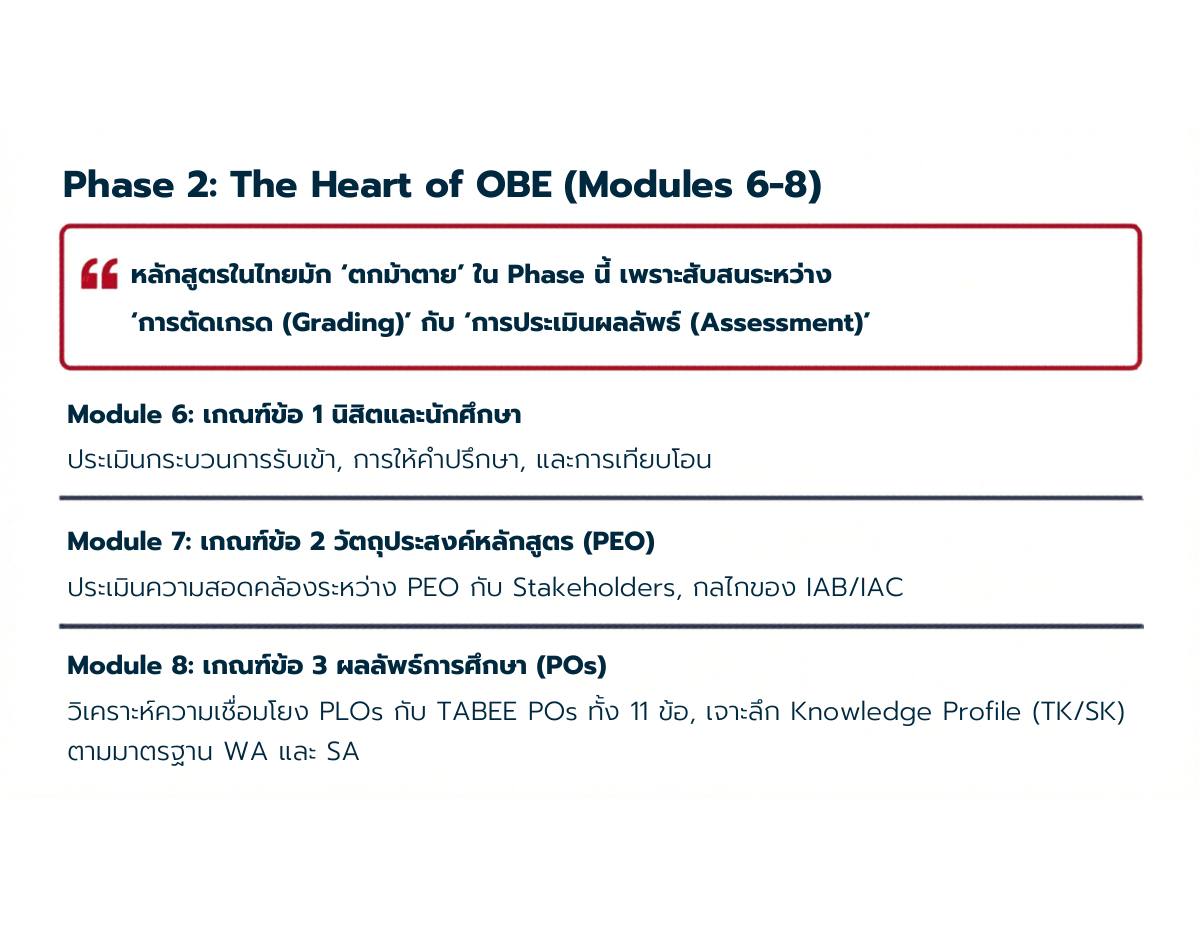 Phase 2: The Heart of OBE (Modules 6-8)
“ หลักสูตรในไทยมัก ‘ตกม้าตาย’ ใน Phase นี้ เพราะสับสนระหว่าง
‘การตัดเกรด (Grading)’ กับ ‘การประเมินผลลัพธ์ (Assessment)’
Module 6: เกณฑ์ข้อ 1 นิสิตและนักศึกษา
ประเมินกระบวนการรับเข้า, การให้คำปรึกษา, และการเทียบโอน
Module 7: เกณฑ์ข้อ 2 วัตถุประสงค์หลักสูตร (PEO)
ประเมินความสอดคล้องระหว่าง PEO กับ Stakeholders, กลไกของ IAB/IAC
Module 8: เกณฑ์ข้อ 3 ผลลัพธ์การศึกษา (POs)
วิเคราะห์ความเชื่อมโยง PLOs กับ TABEE POs ทั้ง 11 ข้อ, เจาะลึก Knowledge Profile (TK/SK)
ตามมาตรฐาน WA และ SA